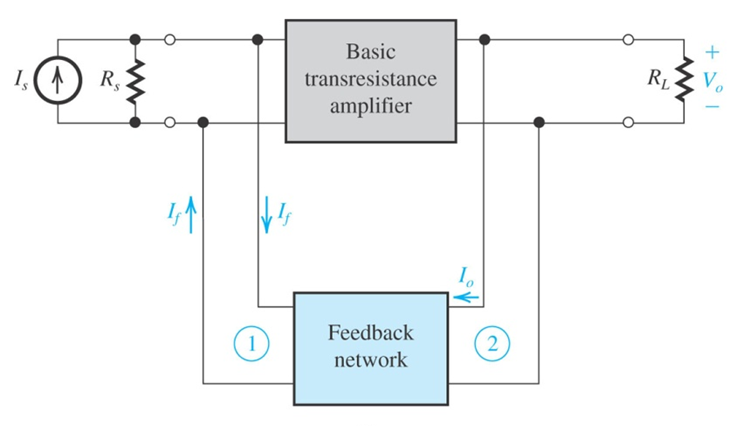 Basic
transresistance
amplifier
I_s
R_s
R_L
+
V_o
−
I_f
I_f
I_o
1
Feedback
network
2